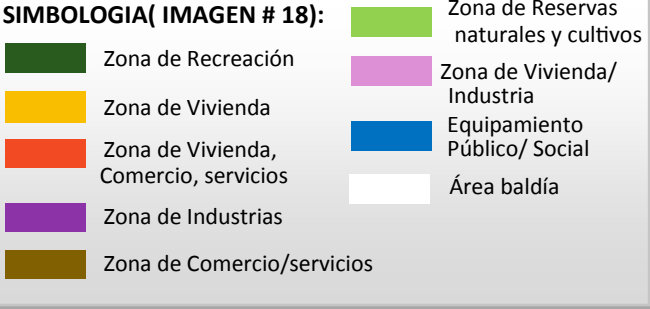 SIMBOLOGIA( IMAGEN # 18):
Zona de Recreación
Zona de Vivienda
Zona de Vivienda,
Comercio, servicios
Zona de Industrias
Zona de Comercio/servicios
Zona de Reservas
naturales y cultivos
Zona de Vivienda/
Industria
Equipamiento
Público/ Social
Área baldía